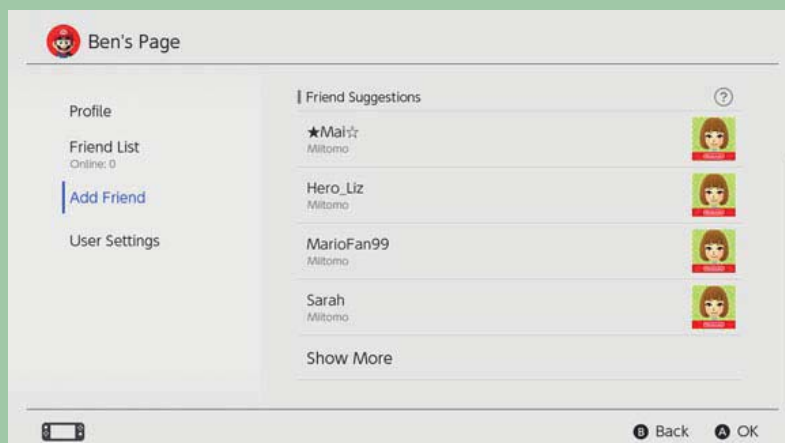 Ben's Page
Profile
Friend List
Online: 0
Add Friend
User Settings
Friend Suggestions
?
★Mai☆
Miitomo
Hero_Liz
Miitomo
MarioFan99
Miitomo
Sarah
Miitomo
Show More
B Back A OK